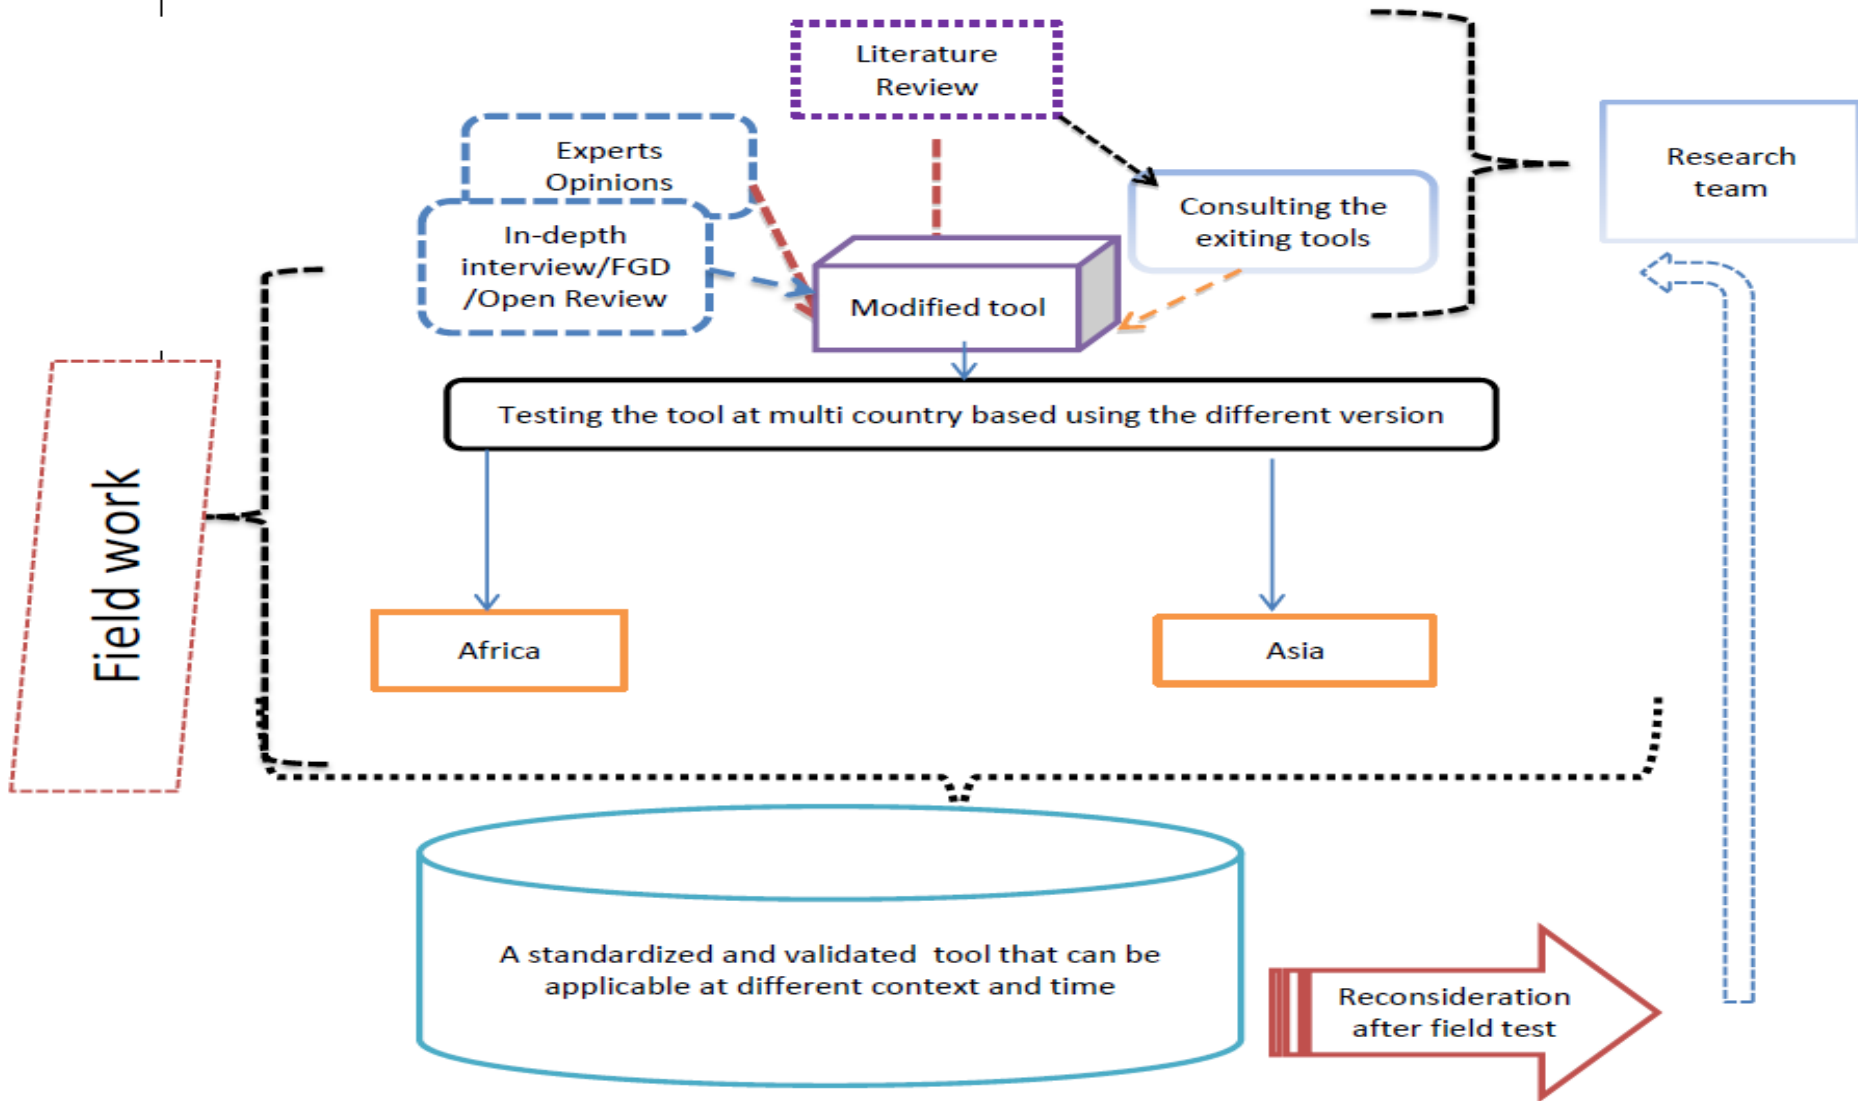 Literature
Review
Experts
Opinions
Research
team
Consulting the
exiting tools
In-depth
interview/FGD
/Open Review
Modified tool
Testing the tool at multi country based using the different version
Field work
Africa
Asia
A standardized and validated tool that can be
applicable at different context and time
Reconsideration
after field test